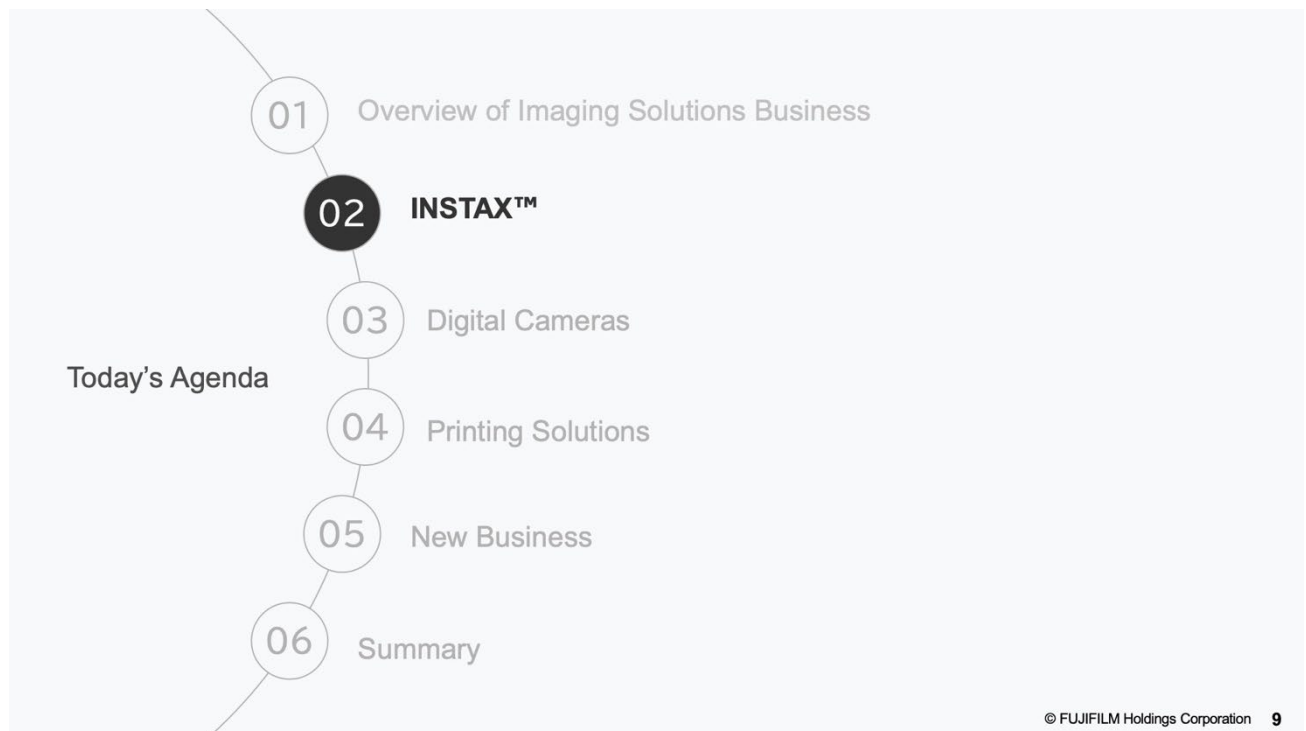 01
Overview of Imaging Solutions Business
02
INSTAX™
03
Digital Cameras
Today's Agenda
04
Printing Solutions
05
New Business
06
Summary
© FUJIFILM Holdings Corporation 9